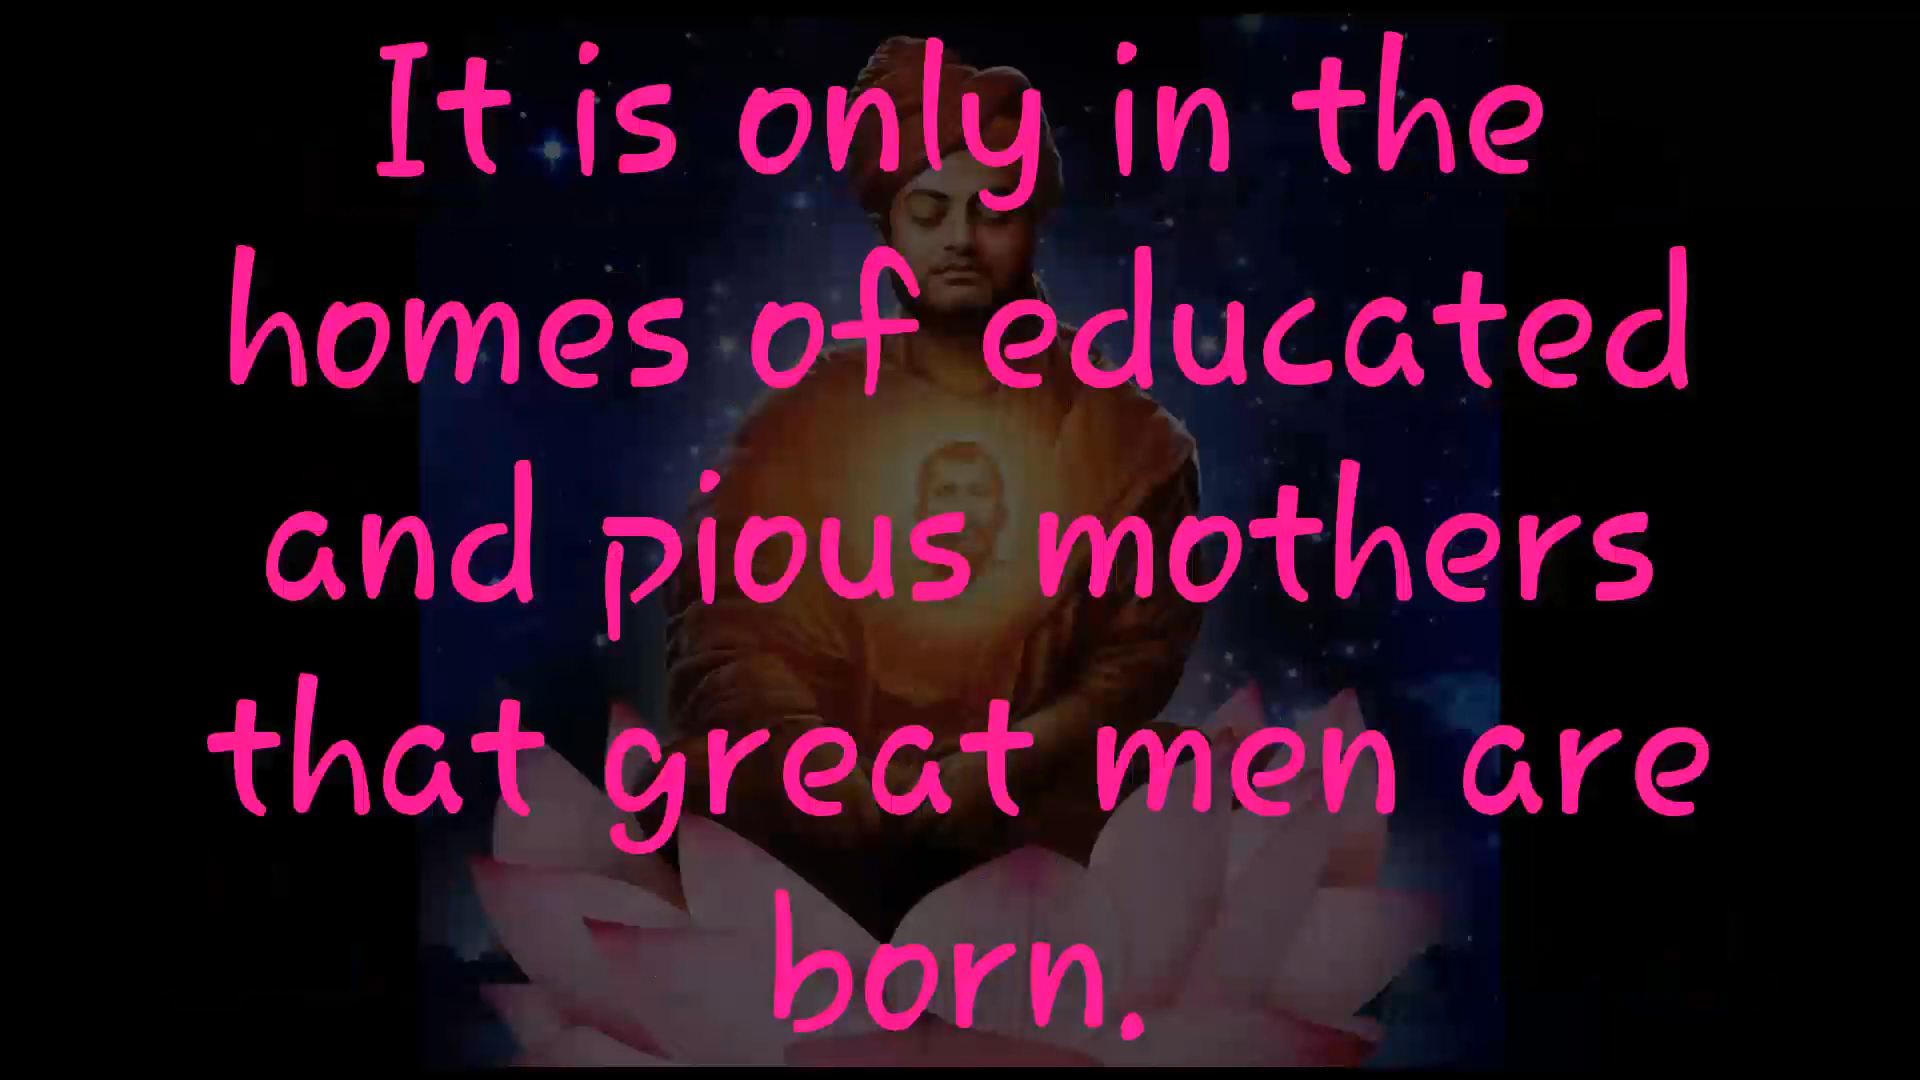 It is only in the
homes of educated
and pious mothers
that great men are
born.